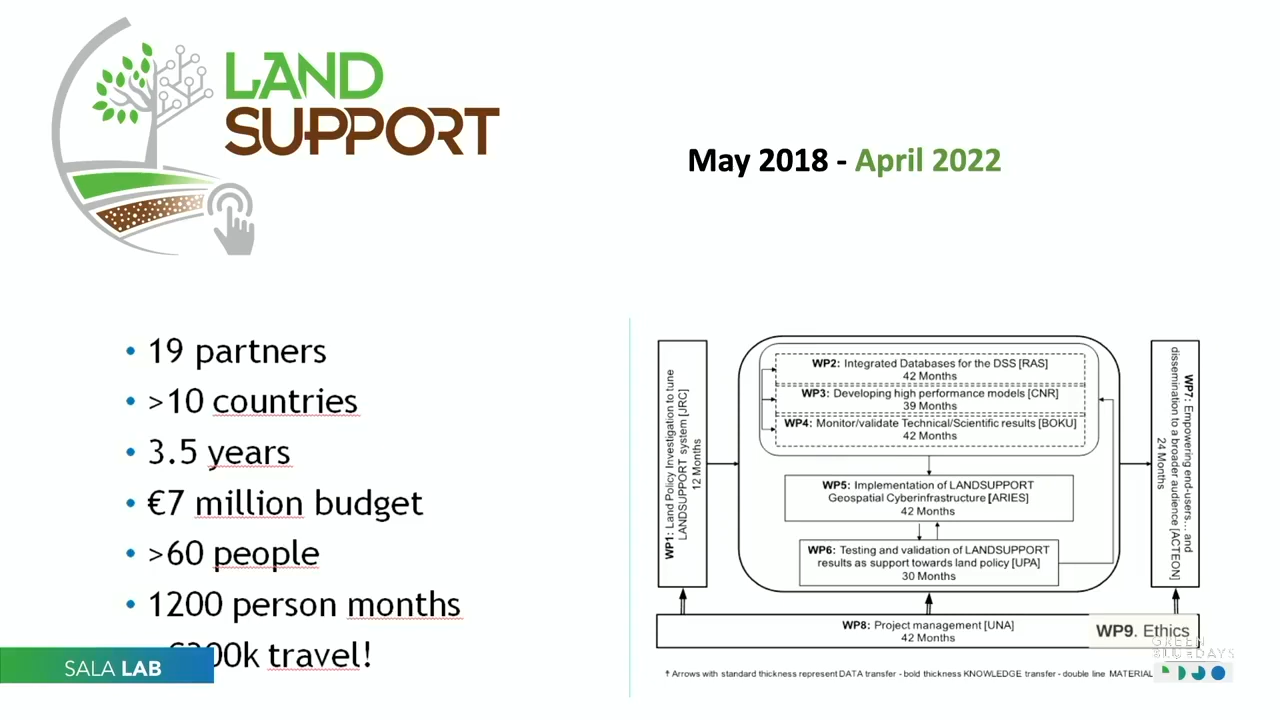 LAND
SUPPORT
May 2018 - April 2022
• 19 partners
• >10 countries
• 3.5 years
• €7 million budget
• >60 people
• 1200 person months
00k travel!
SALA LAB
WP1: Land Policy Investigation to tune
LANDSUPPORT system [JRC]
12 Months
WP2: Integrated Databases for the DSS [RAS]
42 Months
WP3: Developing high performance models [CNR]
39 Months
WP4: Monitor/validate Technical/Scientific results [BOKU]
42 Months
WP5: Implementation of LANDSUPPORT
Geospatial Cyberinfrastructure [ARIES]
42 Months
WP6: Testing and validation of LANDSUPPORT
results as support towards land policy [UPA]
30 Months
WP7: Empowering end-users... and
dissemination to a broader audience [ACTEON]
24 Months
WP8: Project management [UNA]
42 Months
WP9. Ethics
GREEN
BLUE DAYS
↑ Arrows with standard thickness represent DATA transfer - bold thickness KNOWLEDGE transfer - double line MATERIAL